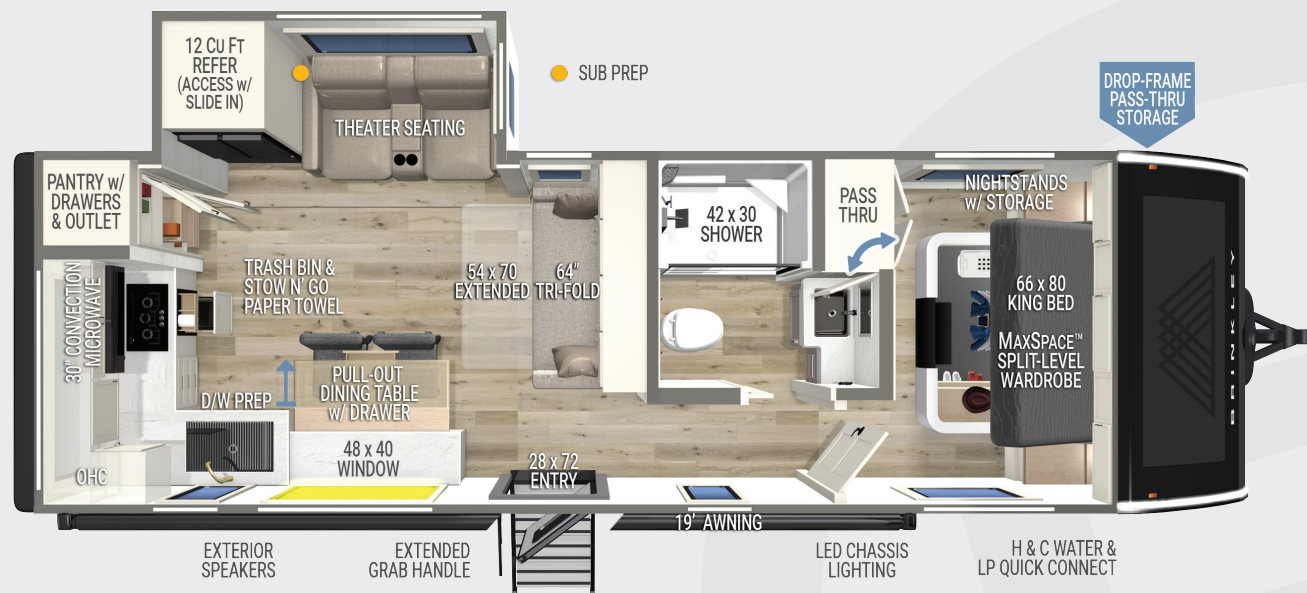 12 CU FT
REFER
(ACCESS w/
SLIDE IN)
SUB PREP
THEATER SEATING
DROP-FRAME
PASS-THRU
STORAGE
PANTRY w/
DRAWERS
& OUTLET
PASS
THRU
NIGHTSTANDS
w/ STORAGE
42 x 30
SHOWER
30" CONVECTION
MICROWAVE
TRASH BIN &
STOW N' GO
PAPER TOWEL
54 x 70
EXTENDED
64"
TRI-FOLD
66 x 80
KING BED
MAXSPACE™
SPLIT-LEVEL
WARDROBE
BRINKLEY
PULL-OUT
DINING TABLE
w/ DRAWER
D/W PREP
48 x 40
WINDOW
OHC
28 x 72
ENTRY
19' AWNING
EXTERIOR
SPEAKERS
EXTENDED
GRAB HANDLE
LED CHASSIS
LIGHTING
H & C WATER &
LP QUICK CONNECT